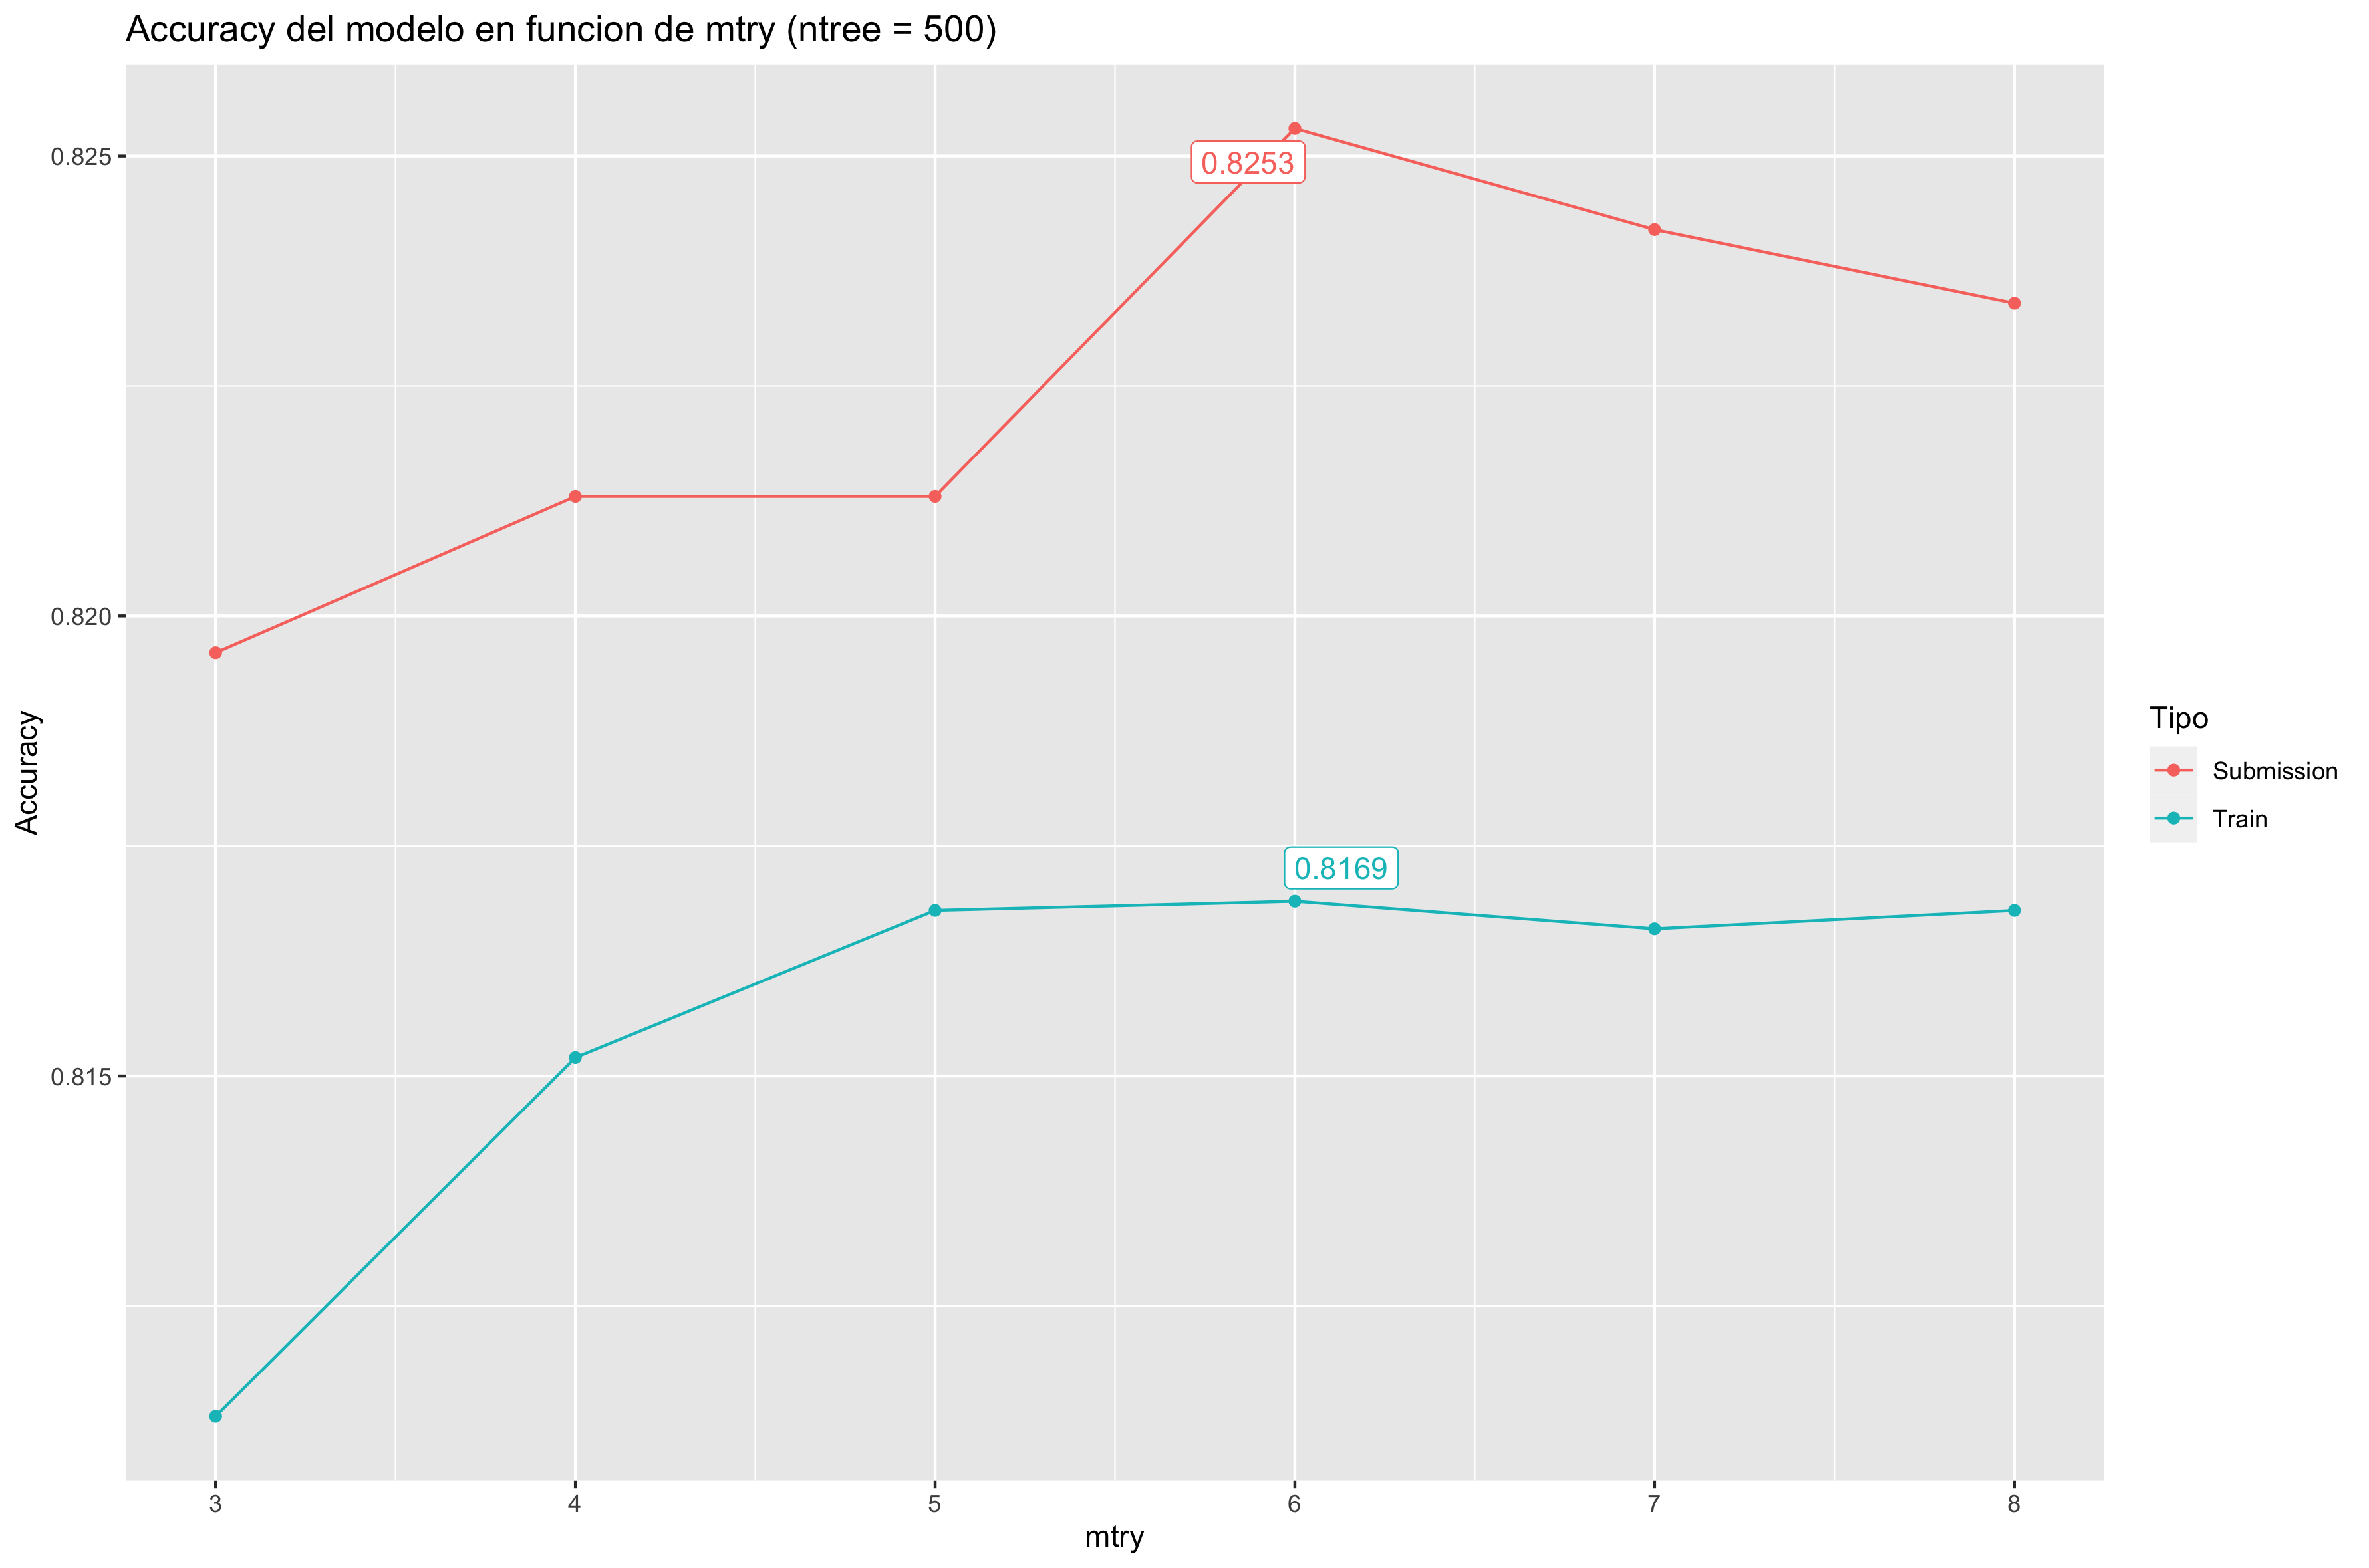 Accuracy del modelo en funcion de mtry (ntree = 500)
0.825
0.820
0.815
Accuracy
0.8253
0.8169
3 4 5 6 7 8
mtry
Tipo
Submission
Train